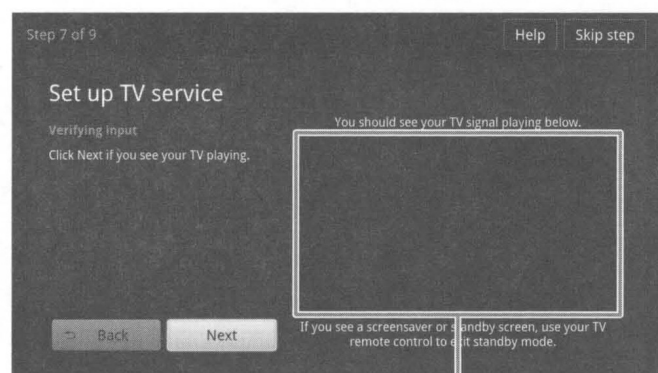 Step 7 of 9
Help
Skip step
Set up TV service
Verifying input
Click Next if you see your TV playing.
You should see your TV signal playing below.
Back
Next
If you see a screensaver or standby screen, use your TV
remote control to exit standby mode.